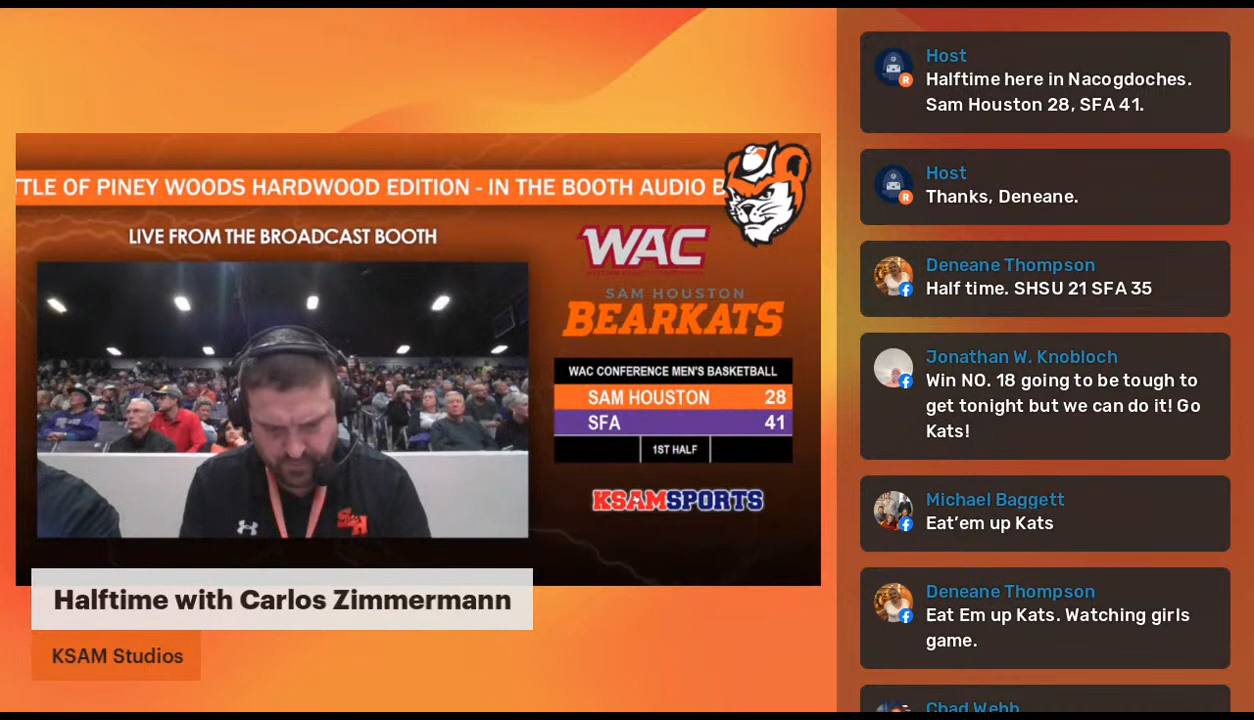 TLE OF PINEY WOODS HARDWOOD EDITION - IN THE BOOTH AUDIO B
LIVE FROM THE BROADCAST BOOTH
WAC
SAM HOUSTON
BEARKATS
WAC CONFERENCE MEN'S BASKETBALL
SAM HOUSTON 28
SFA 41
1ST HALF
KSAMSPORTS
SH
Halftime with Carlos Zimmermann
KSAM Studios
Host
Halftime here in Nacogdoches.
Sam Houston 28, SFA 41.
Host
Thanks, Deneane.
Deneane Thompson
Half time. SHSU 21 SFA 35
Jonathan W. Knobloch
Win NO. 18 going to be tough to
get tonight but we can do it! Go
Kats!
Michael Baggett
Eat’em up Kats
Deneane Thompson
Eat Em up Kats. Watching girls
game.
Chad Webb